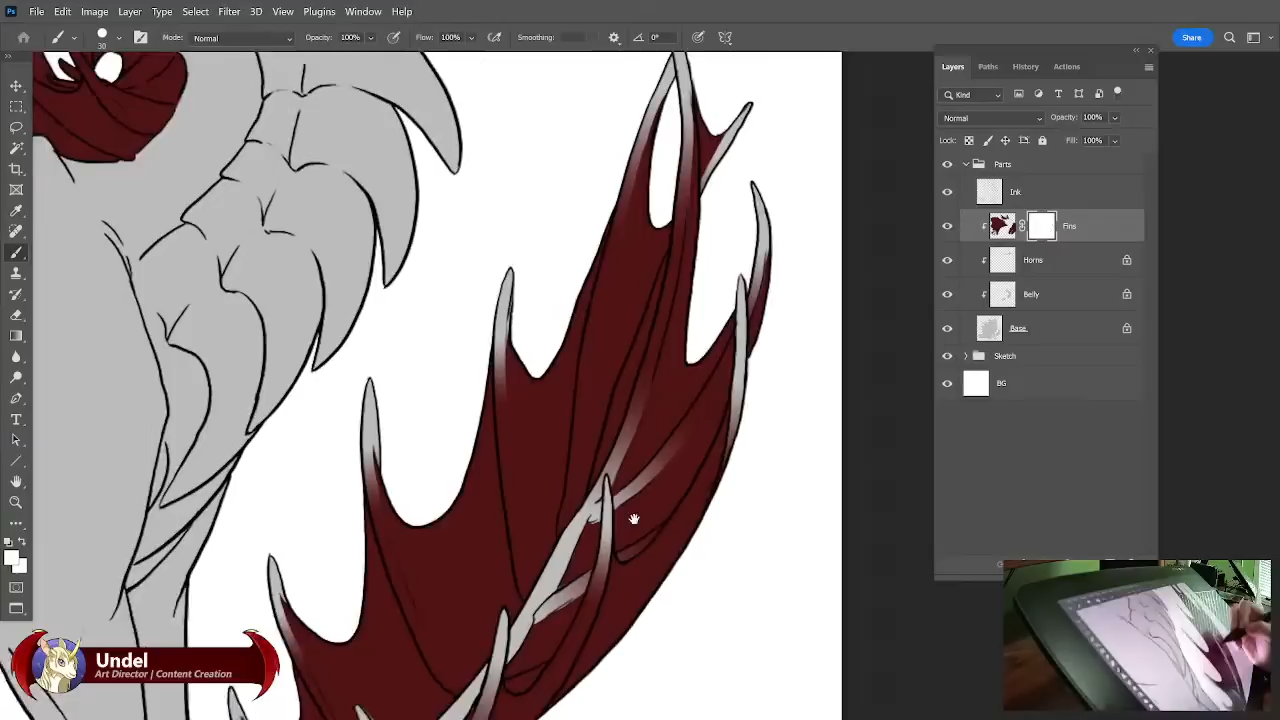 Ps File Edit Image Layer Type Select Filter 3D View Plugins Window Help
30 Mode: Normal Opacity: 100% Flow: 100% Smoothing: 0° Share
Layers Paths History Actions
Kind
Normal Opacity: 100%
Lock: Fill: 100%
Parts
Ink
Fins
Horns
Belly
Base
Sketch
BG
Undel
Art Director | Content Creation